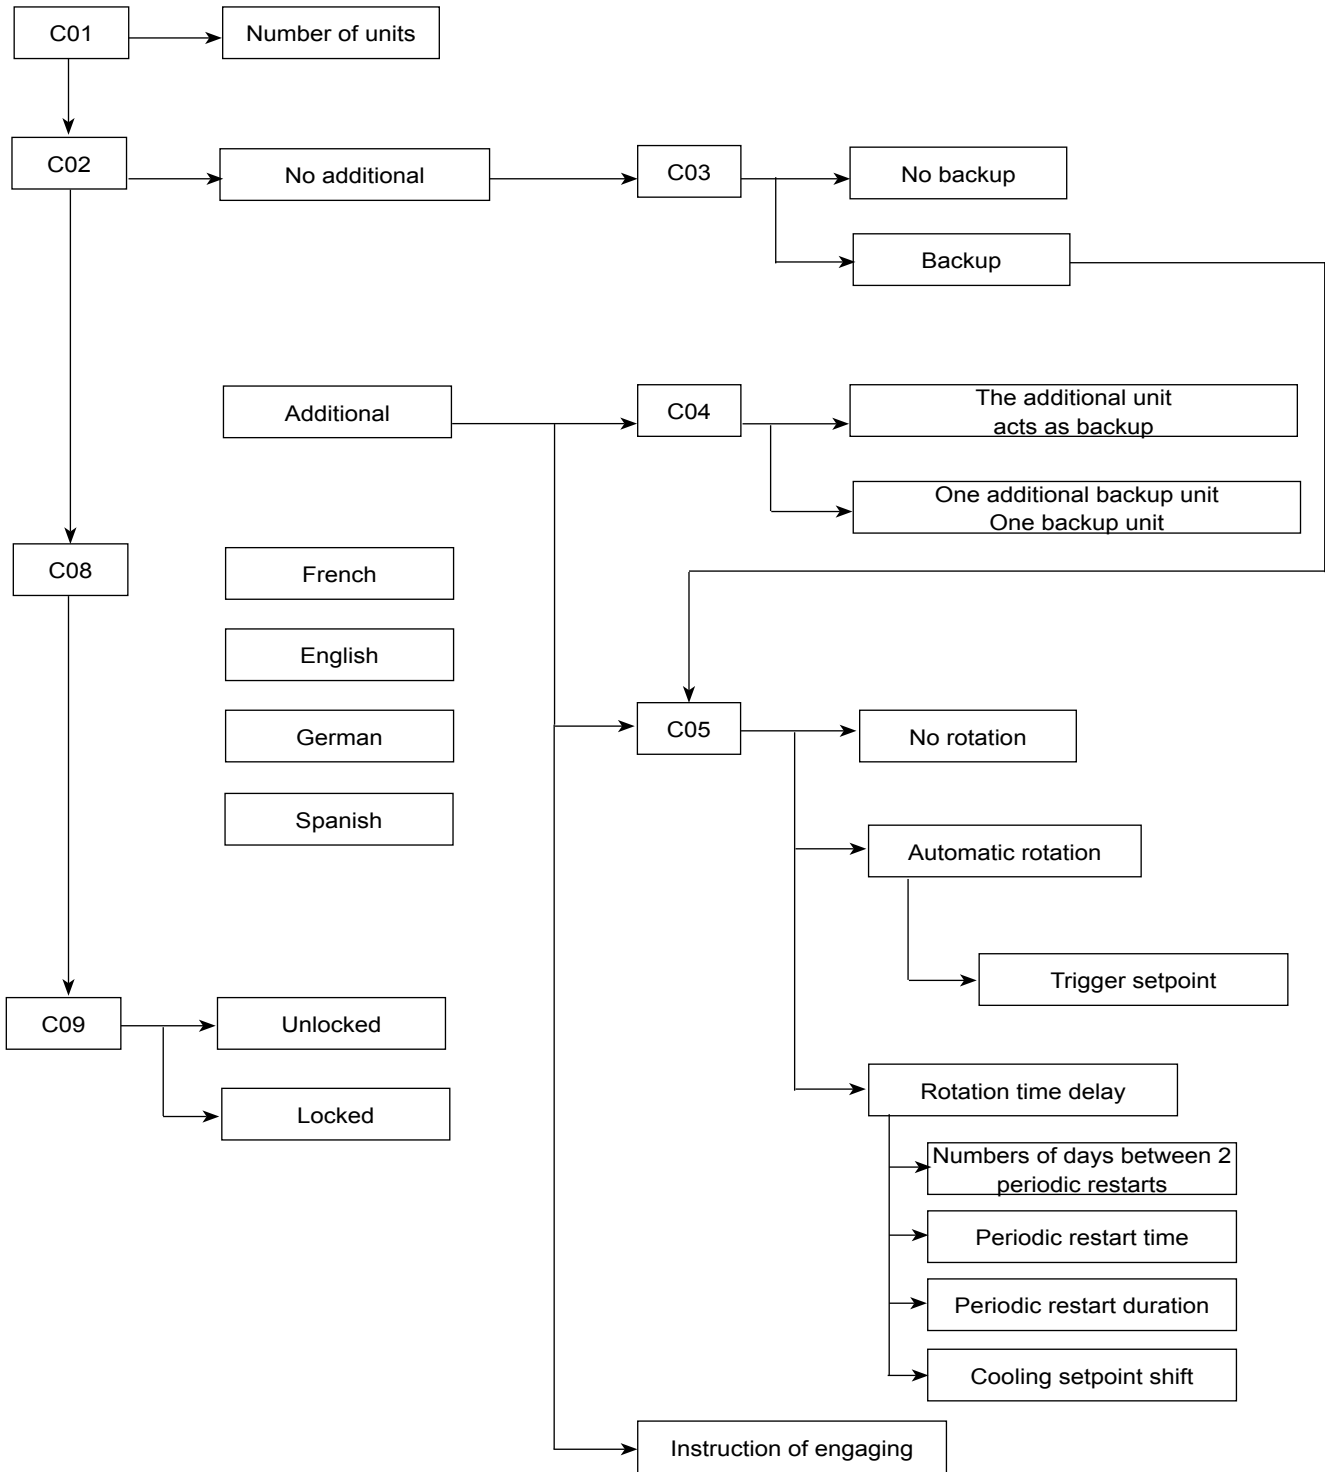 C01
Number of units
C02
No additional
C03
No backup
Backup
Additional
C04
The additional unit
acts as backup
One additional backup unit
One backup unit
C08
French
English
German
Spanish
C05
No rotation
Automatic rotation
Trigger setpoint
C09
Unlocked
Locked
Rotation time delay
Numbers of days between 2
periodic restarts
Periodic restart time
Periodic restart duration
Cooling setpoint shift
Instruction of engaging